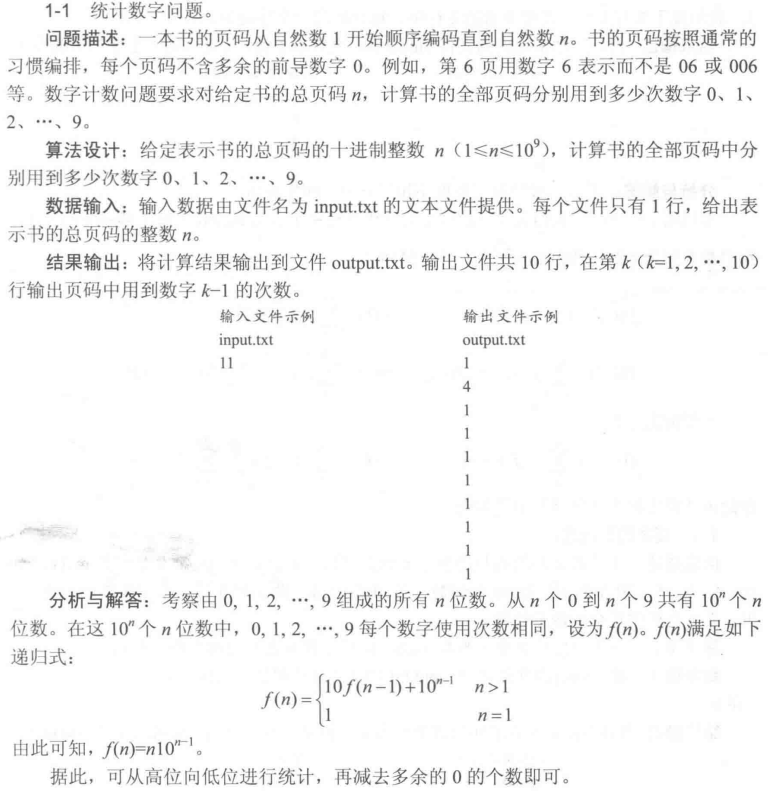 1-1 统计数字问题。
问题描述：一本书的页码从自然数 1 开始顺序编码直到自然数 n。书的页码按照通常的
习惯编排，每个页码不含多余的前导数字 0。例如，第 6 页用数字 6 表示而不是 06 或 006
等。数字计数问题要求对给定书的总页码 n，计算书的全部页码分别用到多少次数字 0、1、
2、…、9。
算法设计：给定表示书的总页码的十进制整数 n（1≤n≤10⁹），计算书的全部页码中分
别用到多少次数字 0、1、2、…、9。
数据输入：输入数据由文件名为 input.txt 的文本文件提供。每个文件只有 1 行，给出表
示书的总页码的整数 n。
结果输出：将计算结果输出到文件 output.txt。输出文件共 10 行，在第 k（k=1, 2, …, 10）
行输出页码中用到数字 k−1 的次数。
输入文件示例 输出文件示例
input.txt output.txt
11 1
4
1
1
1
1
1
1
1
1
分析与解答：考察由 0, 1, 2, …, 9 组成的所有 n 位数。从 n 个 0 到 n 个 9 共有 10ⁿ 个 n
位数。在这 10ⁿ 个 n 位数中，0, 1, 2, …, 9 每个数字使用次数相同，设为 f(n)。f(n)满足如下
递归式：
f(n) = { 10f(n−1)+10ⁿ⁻¹ n>1
1 n=1
由此可知，f(n)=n10ⁿ⁻¹。
据此，可从高位向低位进行统计，再减去多余的 0 的个数即可。